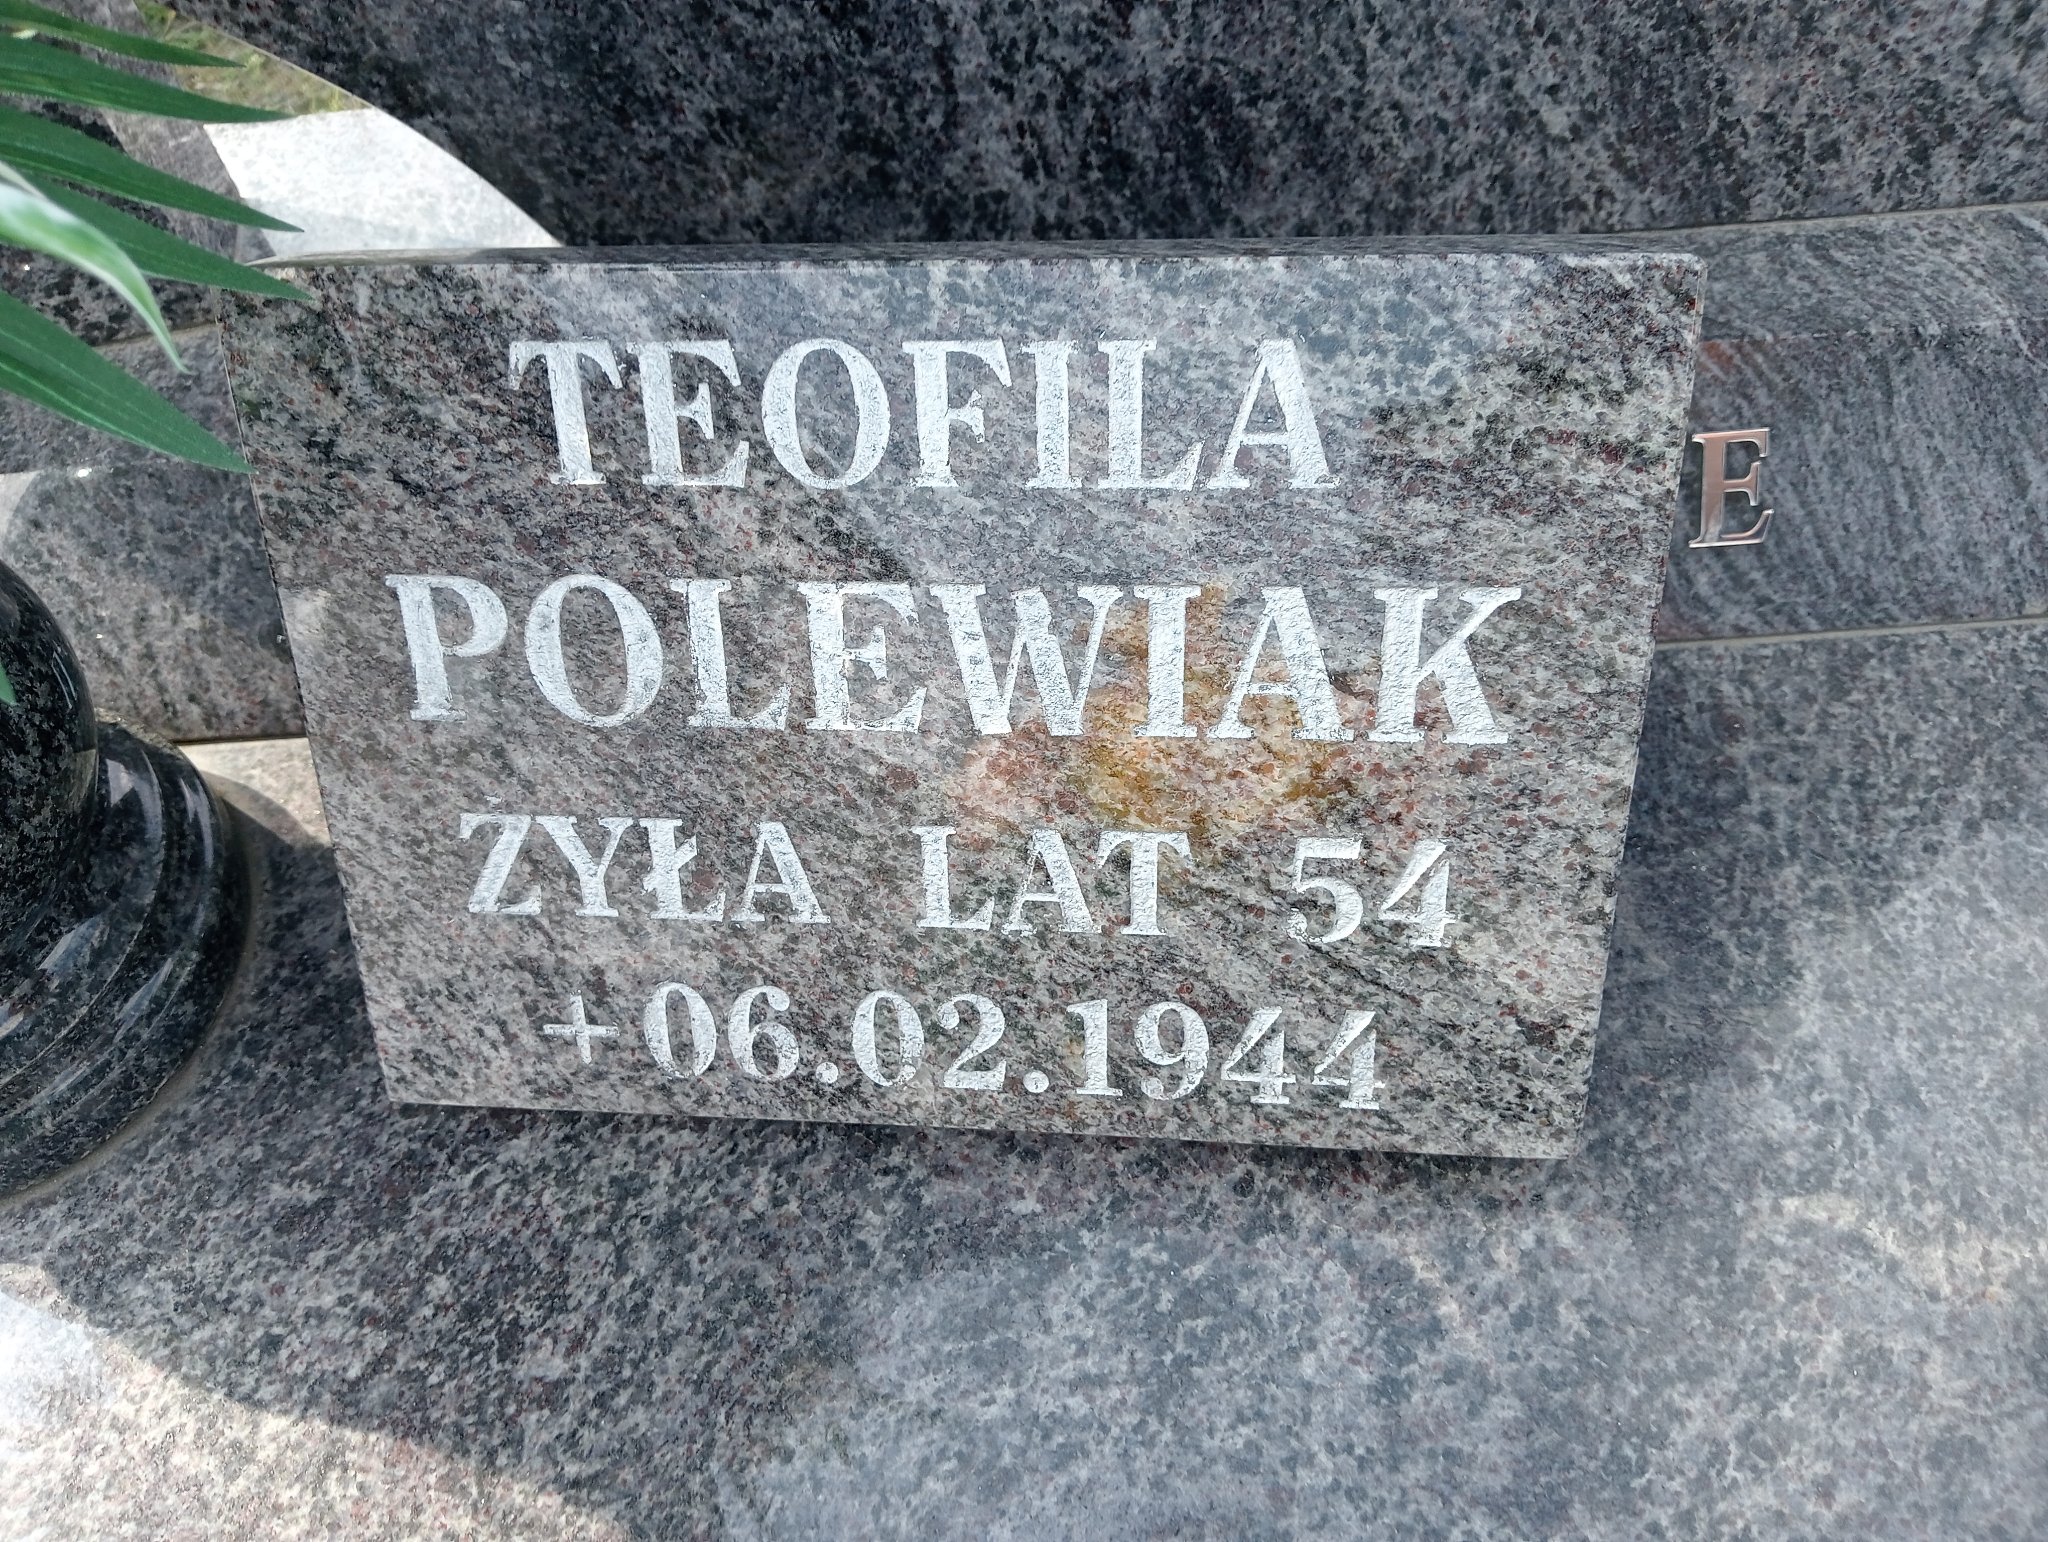 TEOFILA
POLEWIAK
ŻYŁA LAT 54
+06.02.1944
E